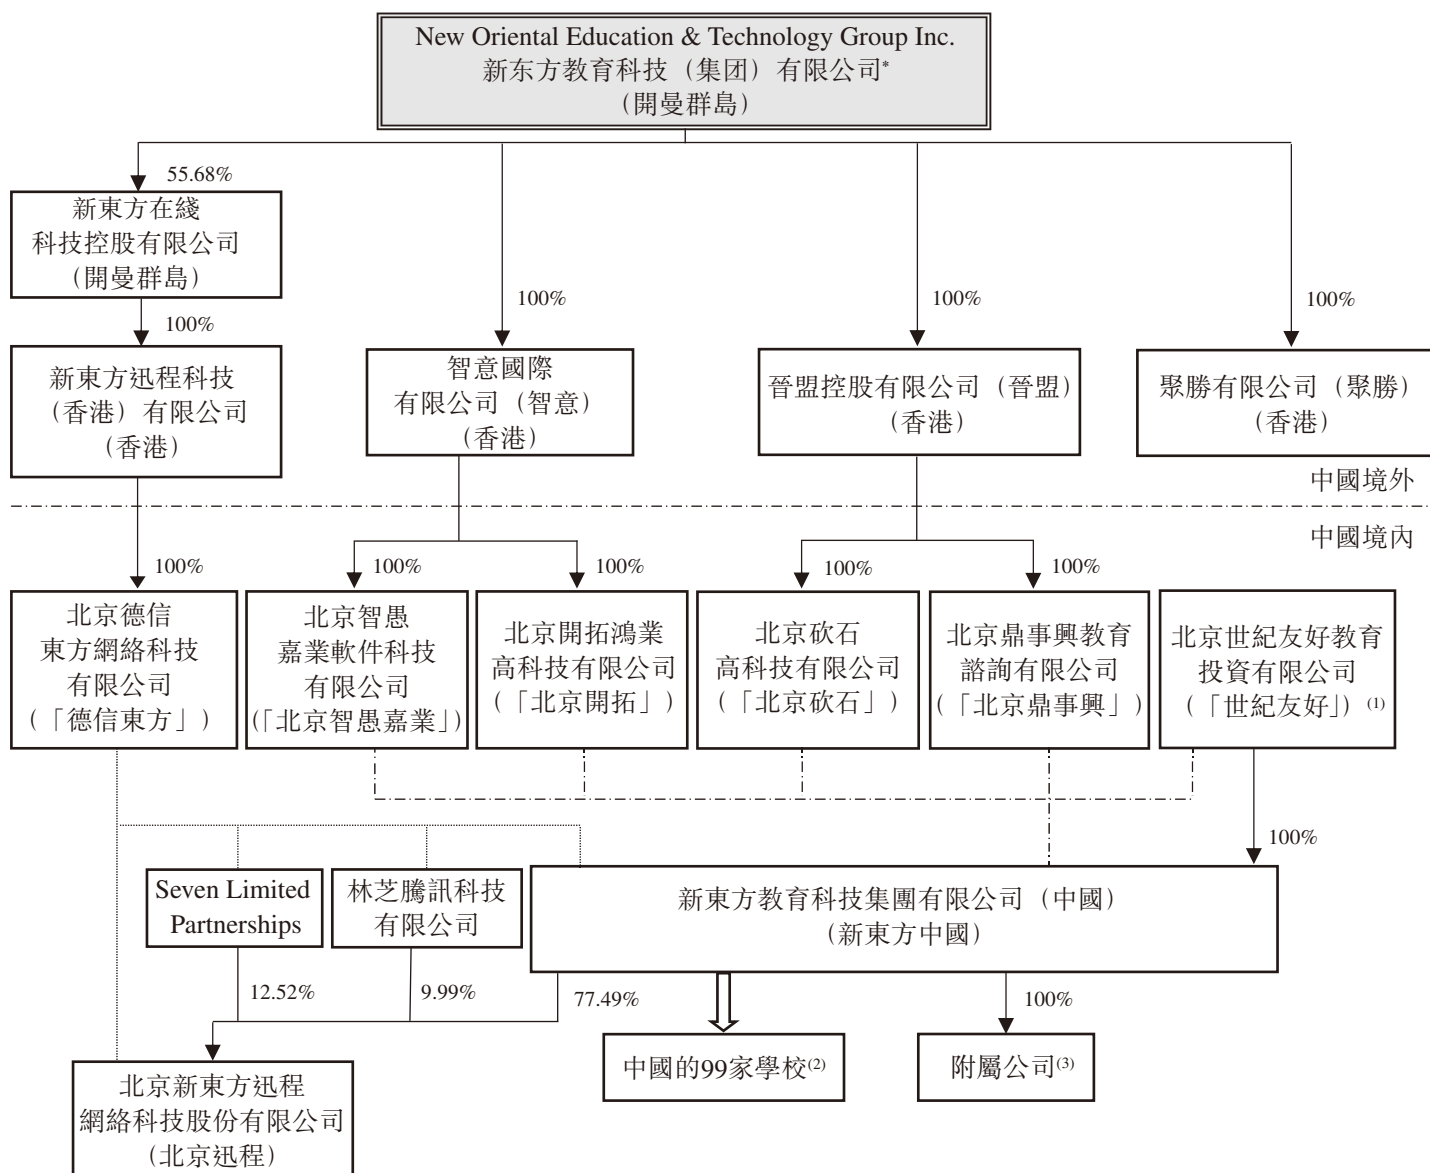 New Oriental Education & Technology Group Inc.
新东方教育科技（集团）有限公司*
（開曼群島）
55.68%
新東方在綫
科技控股有限公司
（開曼群島）
100%
100%
100%
100%
新東方迅程科技
（香港）有限公司
（香港）
智意國際
有限公司（智意）
（香港）
晉盟控股有限公司（晉盟）
（香港）
聚勝有限公司（聚勝）
（香港）
中國境外
中國境內
100%
100%
100%
100%
100%
北京德信
東方網絡科技
有限公司
（「德信東方」）
北京智愚
嘉業軟件科技
有限公司
（「北京智愚嘉業」）
北京開拓鴻業
高科技有限公司
（「北京開拓」）
北京砍石
高科技有限公司
（「北京砍石」）
北京鼎事興教育
諮詢有限公司
（「北京鼎事興」）
北京世紀友好教育
投資有限公司
（「世紀友好」）(1)
100%
Seven Limited
Partnerships
林芝騰訊科技
有限公司
新東方教育科技集團有限公司（中國）
（新東方中國）
12.52%
9.99%
77.49%
100%
北京新東方迅程
網絡科技股份有限公司
（北京迅程）
中國的99家學校(2)
附屬公司(3)